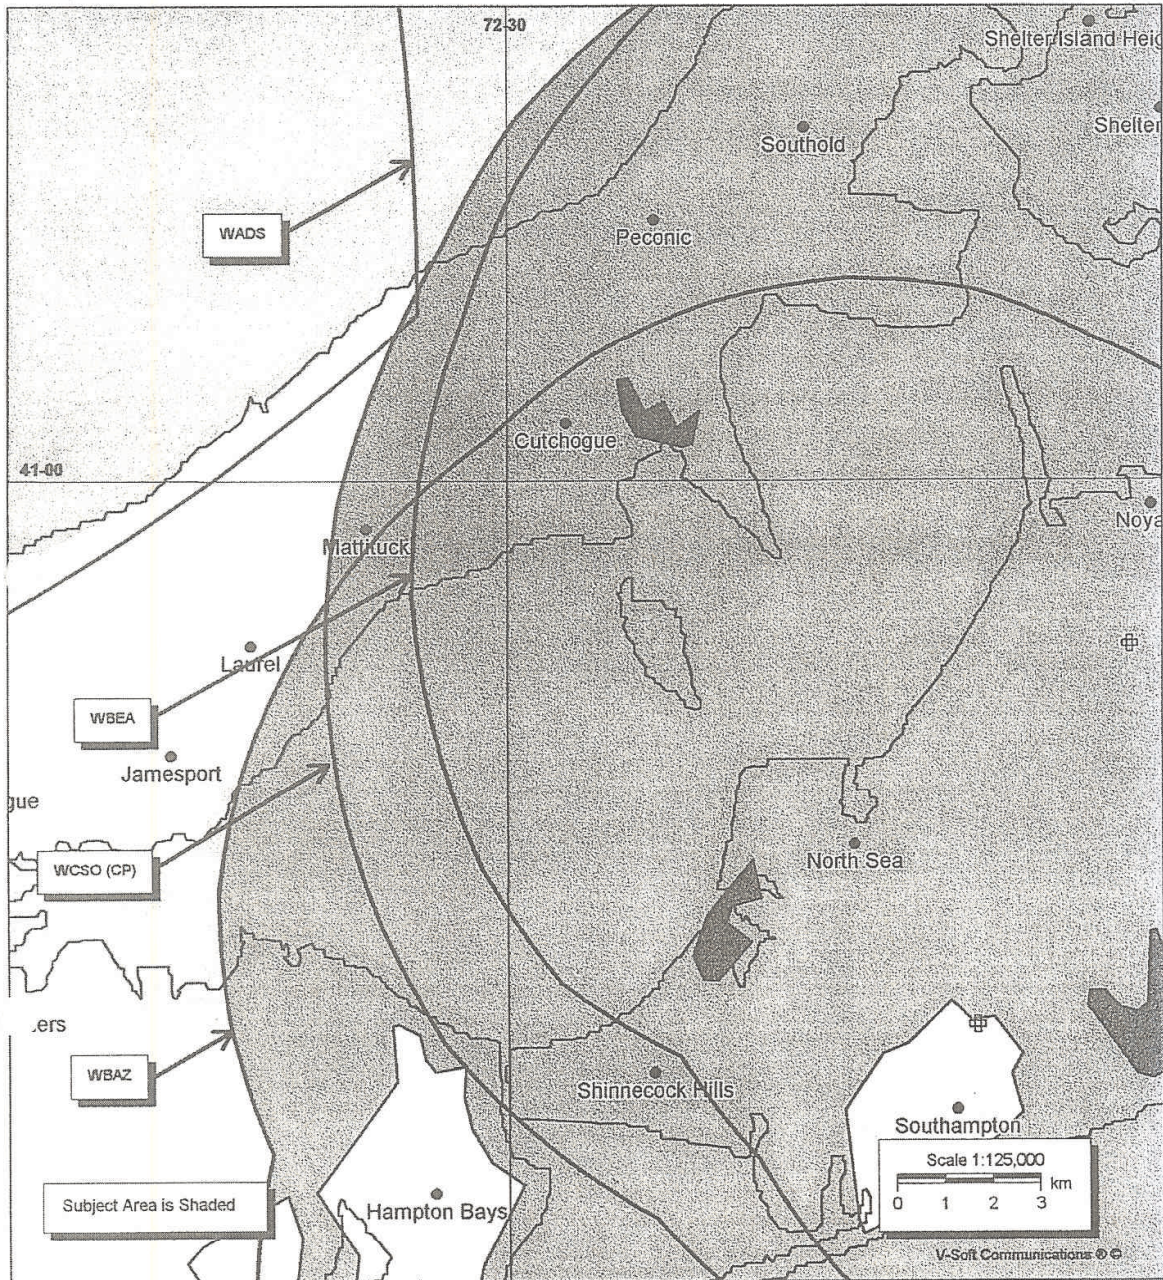 72-30
Shelter Island Heig
Shelter
Southold
WADS
Peconic
Cutchogue
41-00
Noya
Mattituck
Laurel
WBEA
Jamesport
gue
North Sea
WCSO (CP)
ers
WBAZ
Shinnecock Hills
Southampton
Scale 1:125,000
0 1 2 3 km
Subject Area is Shaded
Hampton Bays
V-Soft Communications ® ©